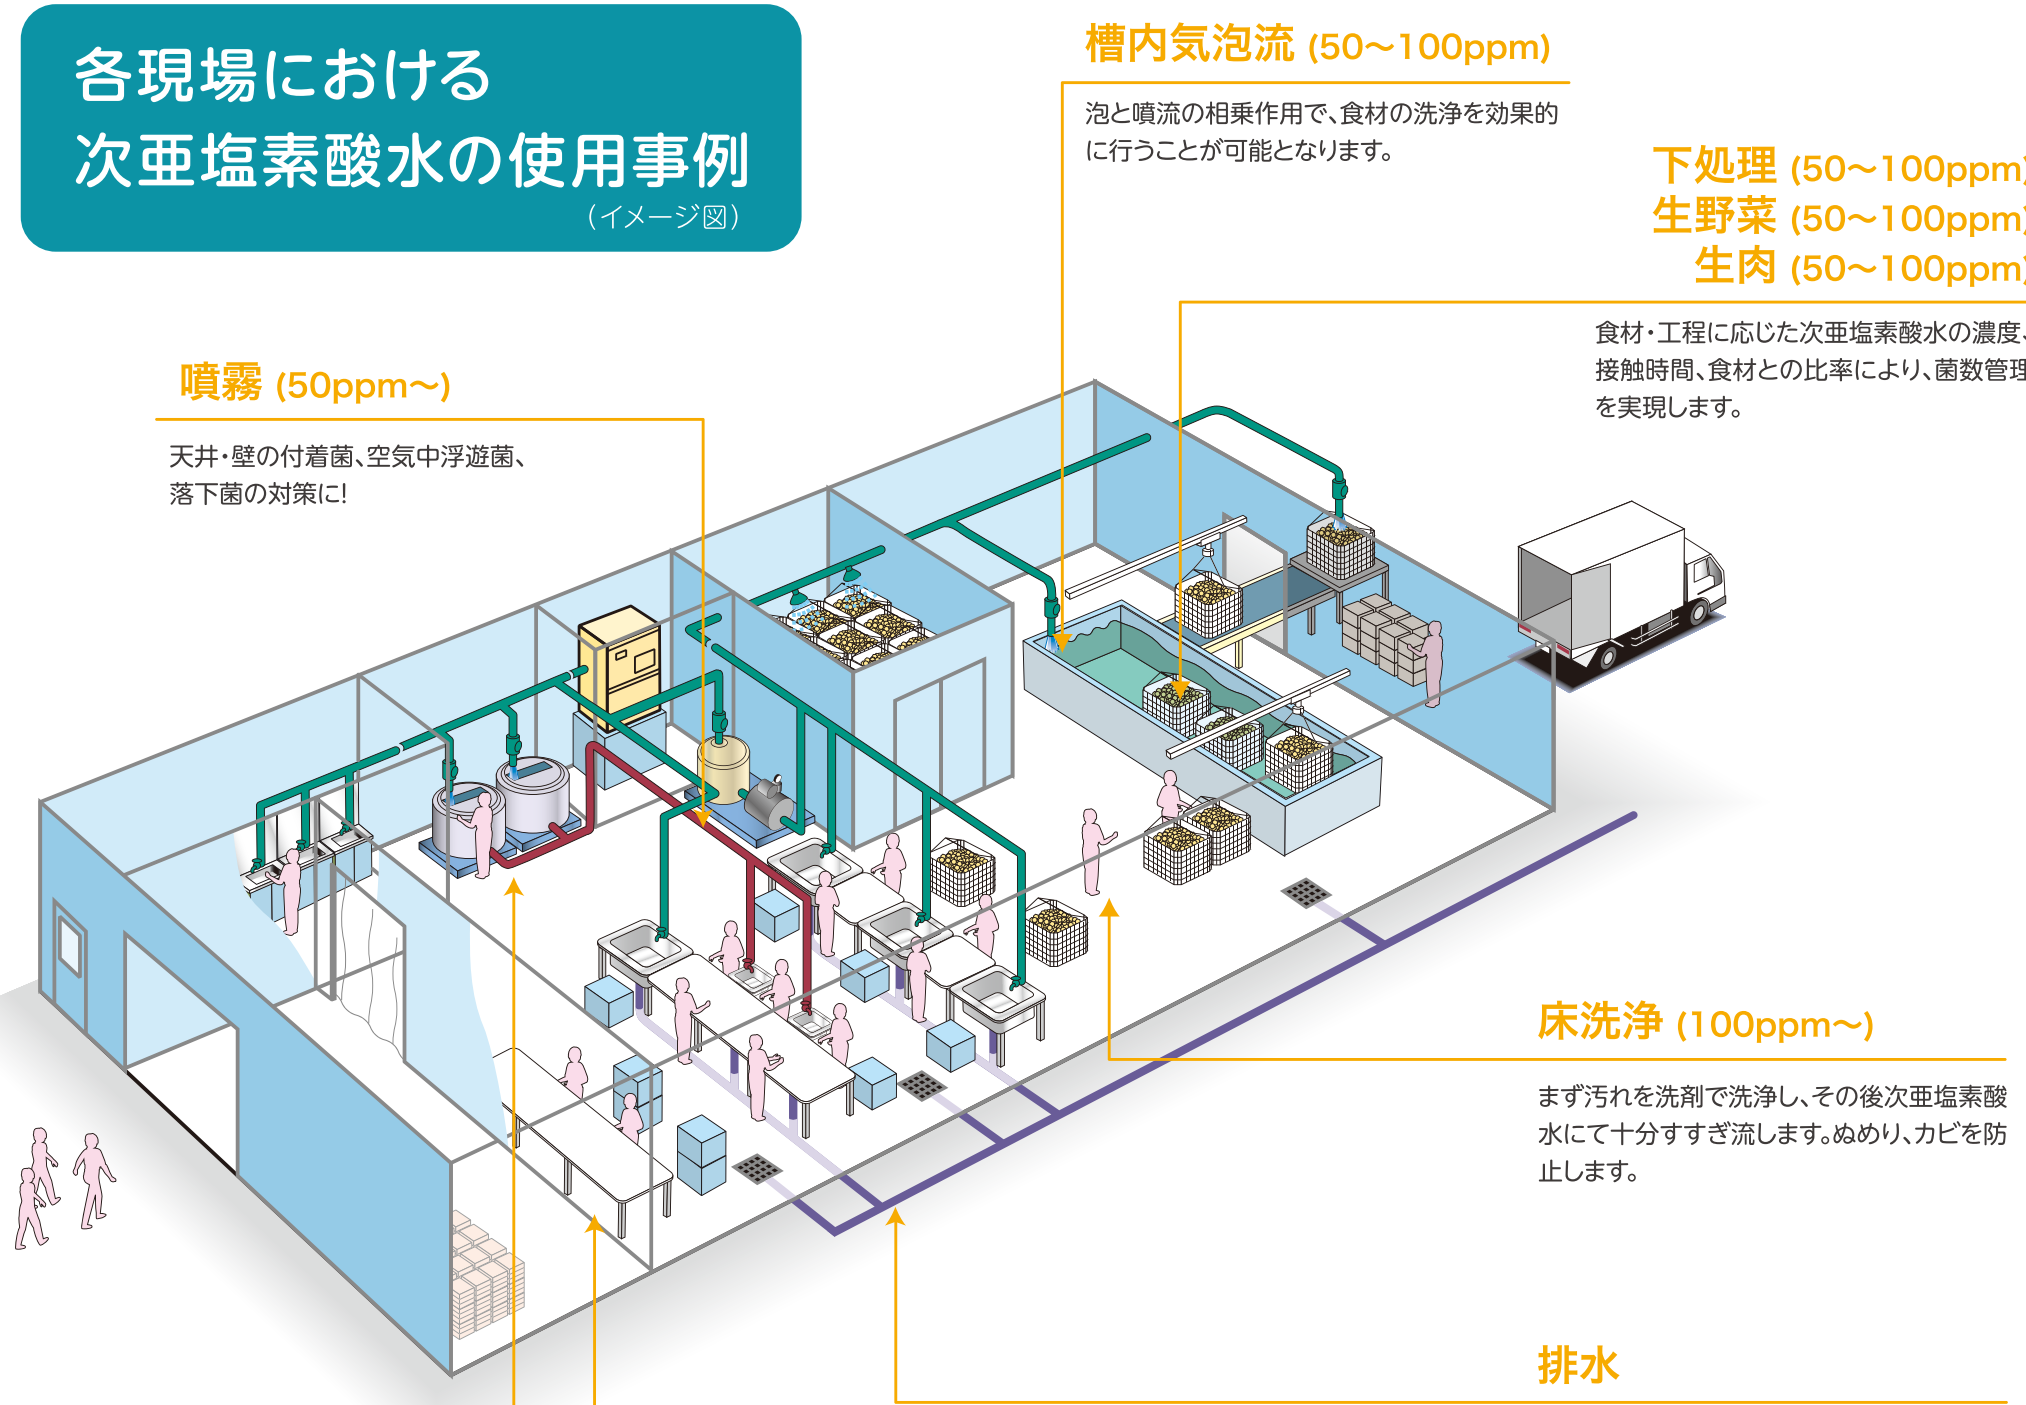 各現場における
次亜塩素酸水の使用事例
（イメージ図）
槽内気泡流 (50〜100ppm)
泡と噴流の相乗作用で、食材の洗浄を効果的
に行うことが可能となります。
下処理 (50〜100ppm)
生野菜 (50〜100ppm)
生肉 (50〜100ppm)
食材・工程に応じた次亜塩素酸水の濃度、
接触時間、食材との比率により、菌数管理
を実現します。
噴霧 (50ppm〜)
天井・壁の付着菌、空気中浮遊菌、
落下菌の対策に!
床洗浄 (100ppm〜)
まず汚れを洗剤で洗浄し、その後次亜塩素酸
水にて十分すすぎ流します。ぬめり、カビを防
止します。
排水